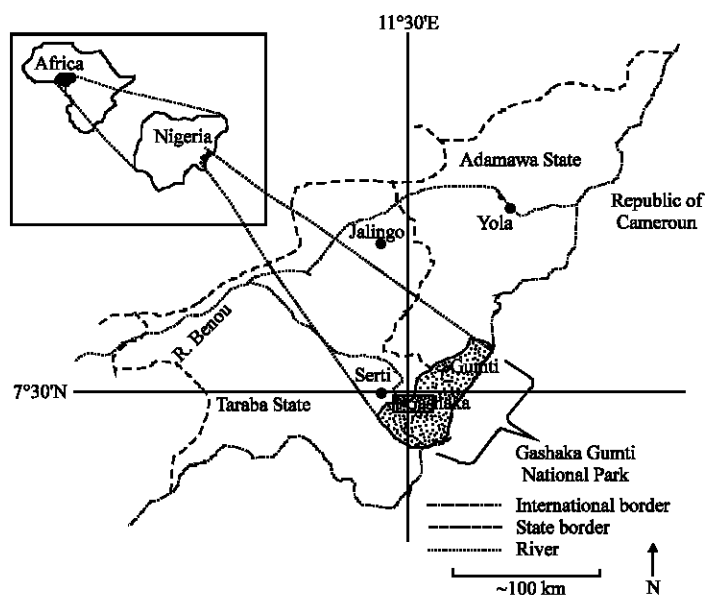 11°30'E
Africa
Nigeria
Adamawa State
Republic of
Cameroun
Jalingo
Yola
R. Benou
Gumti
Serti
7°30'N
Gashaka
Taraba State
Gashaka Gumti
National Park
International border
State border
River
~100 km
N